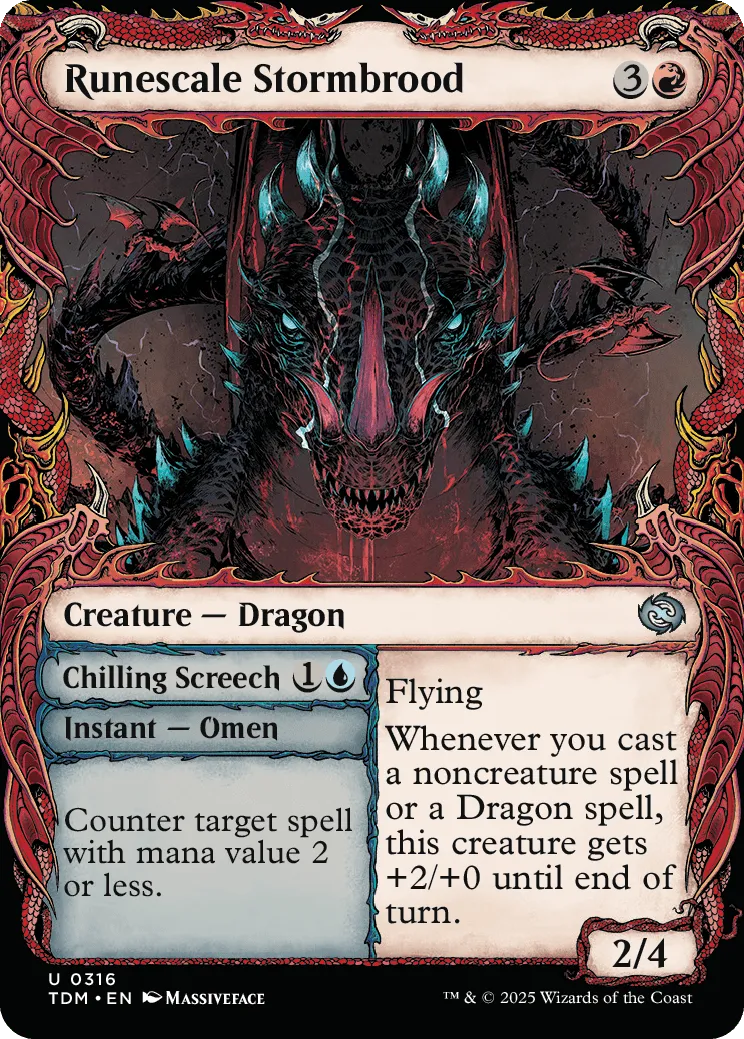 Runescale Stormbrood 3
Creature — Dragon
Chilling Screech 1
Instant — Omen
Counter target spell
with mana value 2
or less.
Flying
Whenever you cast
a noncreature spell
or a Dragon spell,
this creature gets
+2/+0 until end of
turn.
2/4
U 0316
TDM • EN Massiveface
™ & © 2025 Wizards of the Coast